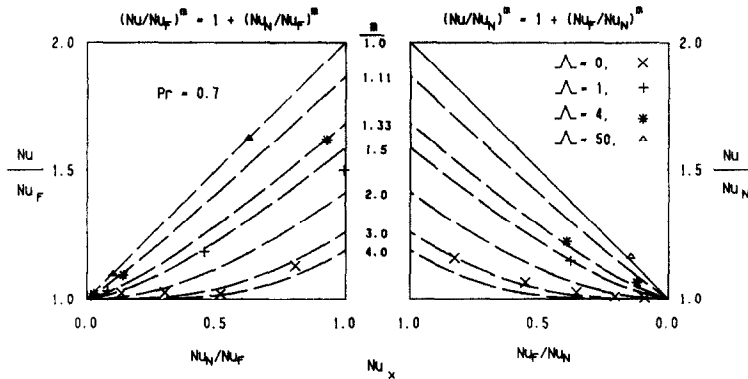 (Nu/Nu_F)^m = 1 + (Nu_N/Nu_F)^m
m
(Nu/Nu_N)^m = 1 + (Nu_F/Nu_N)^m
2.0
1.5
1.0
Nu
Nu_F
Pr = 0.7
1.0
1.11
1.33
1.5
2.0
3.0
4.0
Λ = 0, ×
Λ = 1, +
Λ = 4, *
Λ = 50, △
2.0
1.5
1.0
Nu
Nu_N
0.0 0.5 1.0
1.0 0.5 0.0
Nu_N/Nu_F
Nu_x
Nu_F/Nu_N